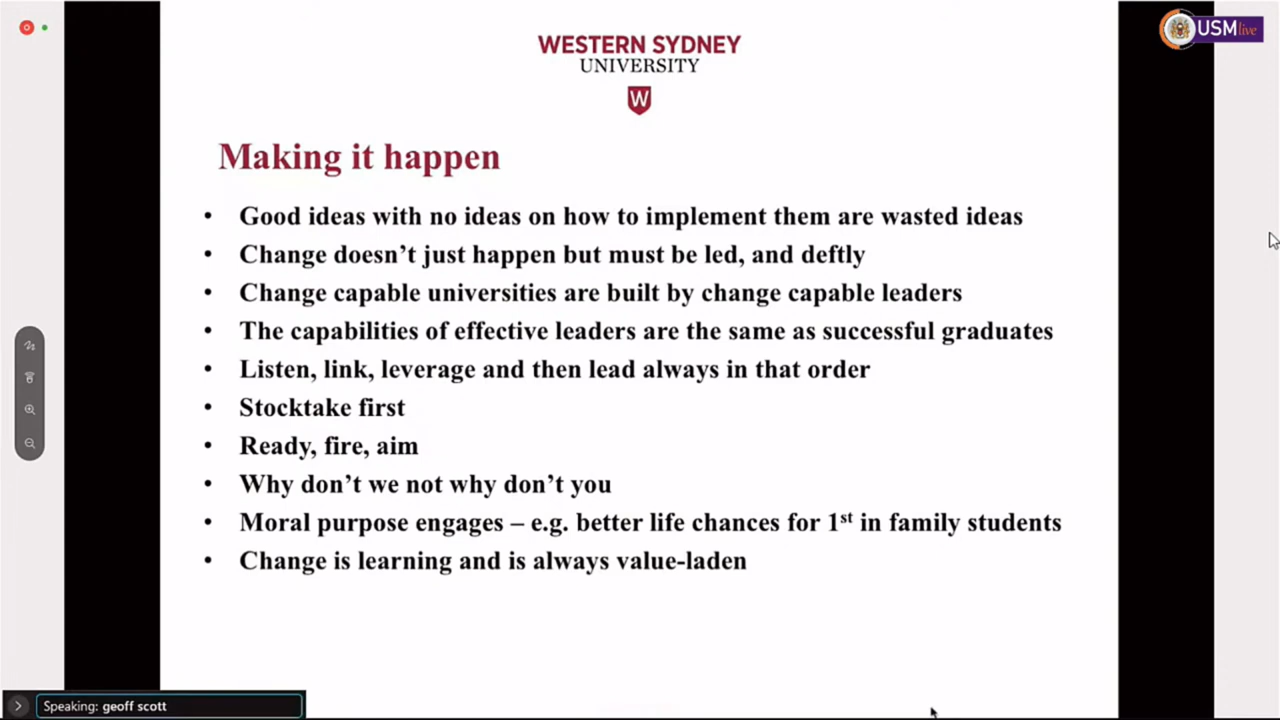 WESTERN SYDNEY
UNIVERSITY
W
USMlive
Making it happen
• Good ideas with no ideas on how to implement them are wasted ideas
• Change doesn’t just happen but must be led, and deftly
• Change capable universities are built by change capable leaders
• The capabilities of effective leaders are the same as successful graduates
• Listen, link, leverage and then lead always in that order
• Stocktake first
• Ready, fire, aim
• Why don’t we not why don’t you
• Moral purpose engages – e.g. better life chances for 1st in family students
• Change is learning and is always value-laden
Speaking: geoff scott